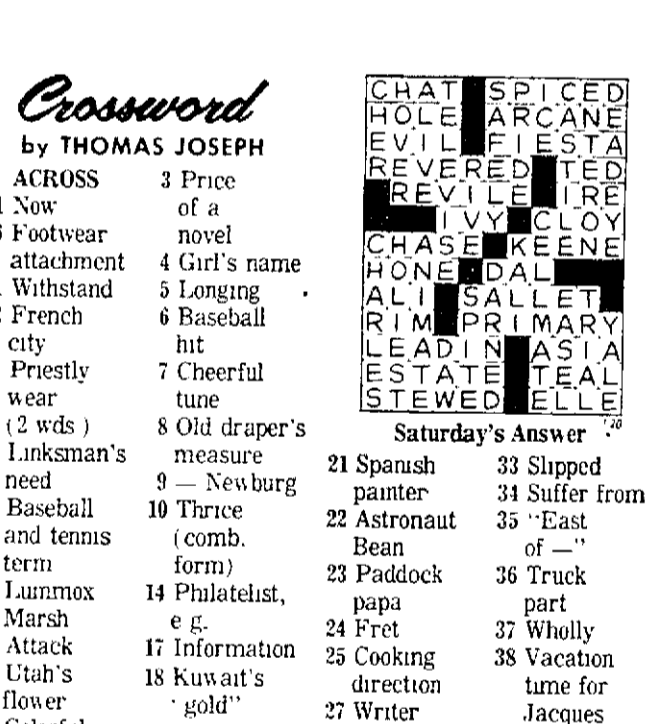 Crossword
by THOMAS JOSEPH
ACROSS
Now
Footwear
attachment
Withstand
French
city
Priestly
wear
(2 wds )
Linksman's
need
Baseball
and tennis
term
Lummox
Marsh
Attack
Utah's
flower
3 Price
of a
novel
4 Girl's name
5 Longing
6 Baseball
hit
7 Cheerful
tune
8 Old draper's
measure
9 — Newburg
10 Thrice
(comb.
form)
14 Philatelist,
e g.
17 Information
18 Kuwait's
gold"
CHAT SPICED
HOLE ARCANE
EVIL FIESTA
REVERED TED
REVILE IRE
IVY CLOY
CHASE KEENE
HONE DAL
ALI SALLET
RIM PRIMARY
LEADIN ASIA
ESTATE TEAL
STEWED ELLE
Saturday's Answer
21 Spanish
painter
22 Astronaut
Bean
23 Paddock
papa
24 Fret
25 Cooking
direction
27 Writer
33 Slipped
34 Suffer from
35 "East
of —"
36 Truck
part
37 Wholly
38 Vacation
time for
Jacques